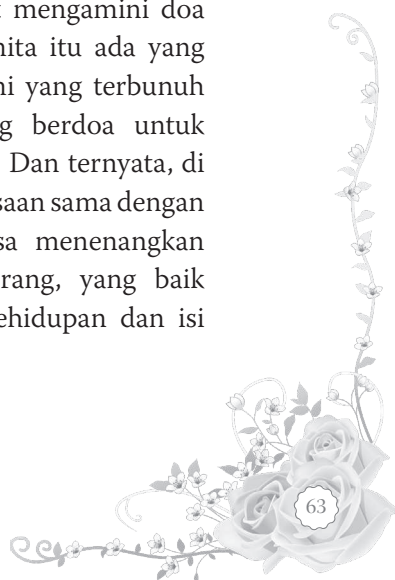 mengamini doa
nita itu ada yang
ni yang terbunuh
g berdoa untuk
Dan ternyata, di
saan sama dengan
sa menenangkan
rang, yang baik
ehidupan dan isi
63